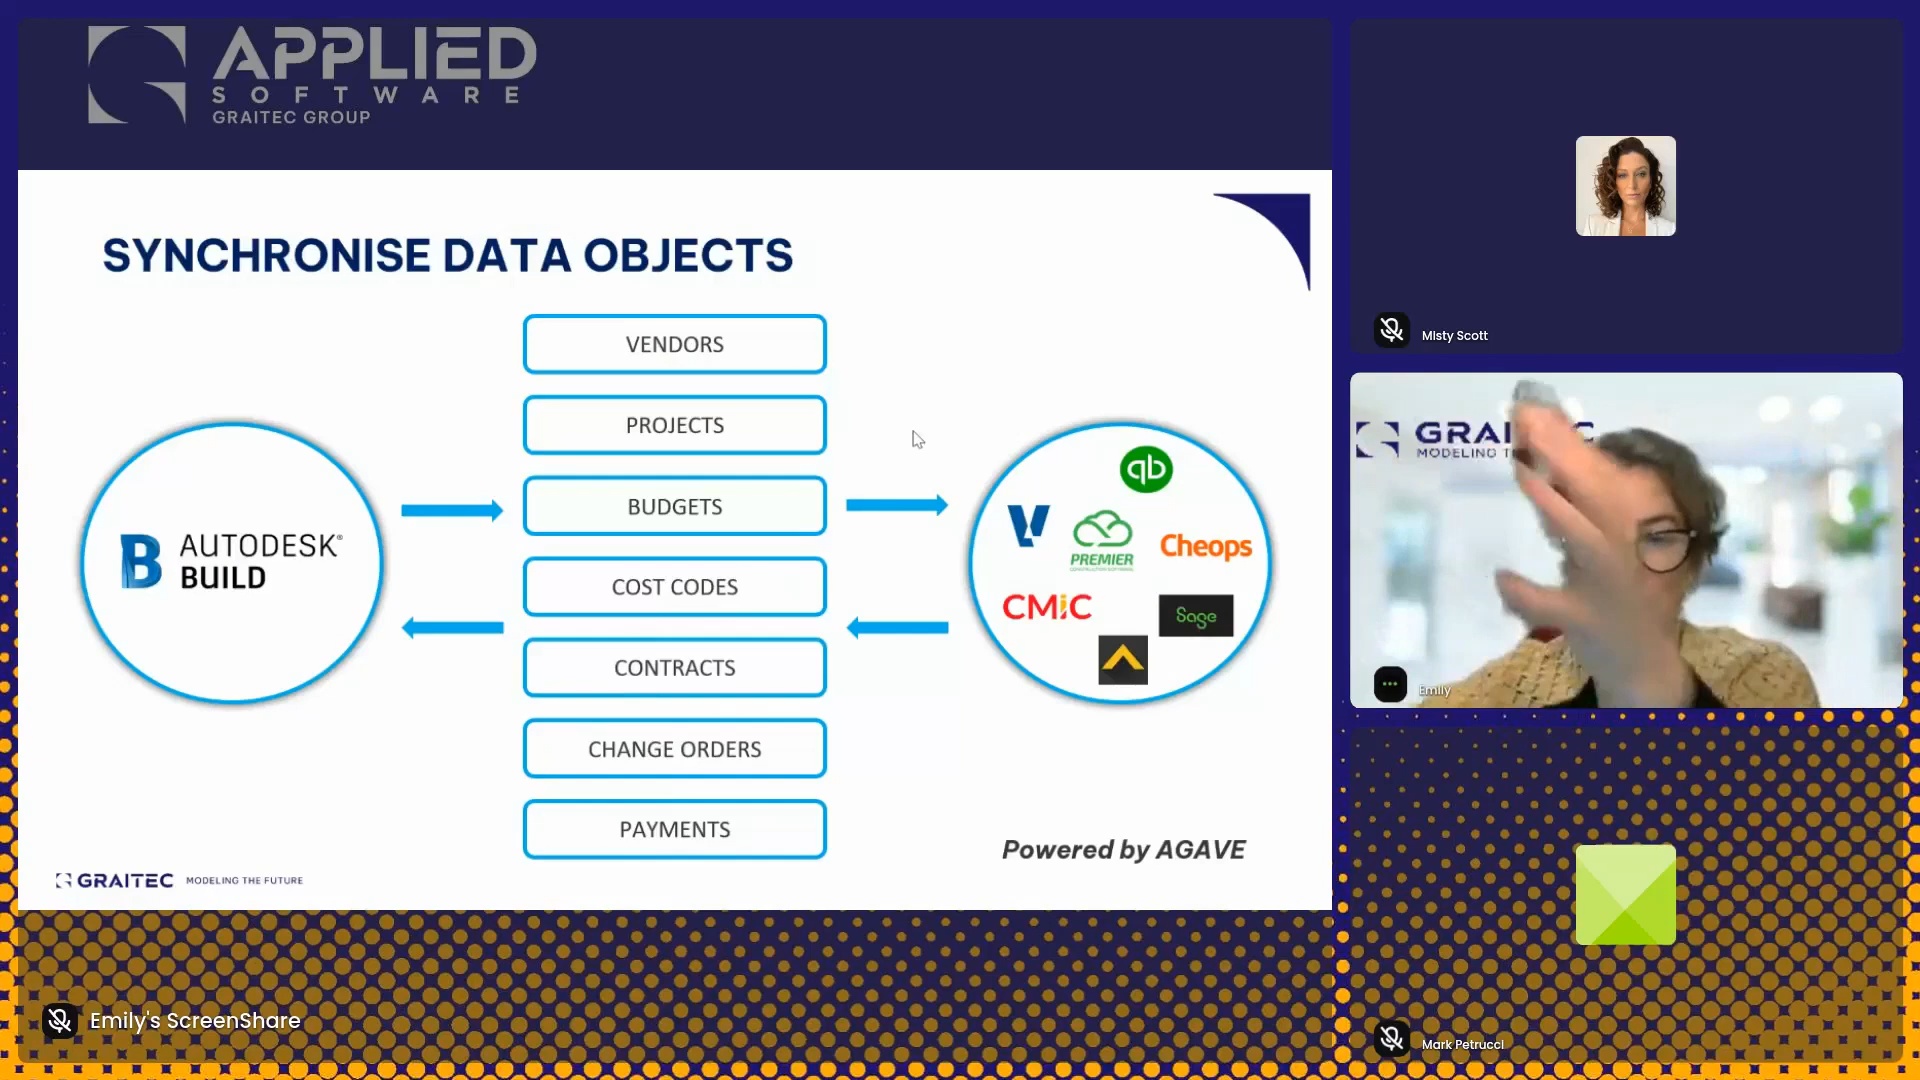 APPLIED
SOFTWARE
GRAITEC GROUP
SYNCHRONISE DATA OBJECTS
VENDORS
PROJECTS
BUDGETS
COST CODES
CONTRACTS
CHANGE ORDERS
PAYMENTS
B AUTODESK®
BUILD
qb
PREMIER
Cheops
CMiC
Sage
Powered by AGAVE
GRAITEC MODELING THE FUTURE
Emily's ScreenShare
Misty Scott
GRAI
MODELING T
Emily
Mark Petrucci